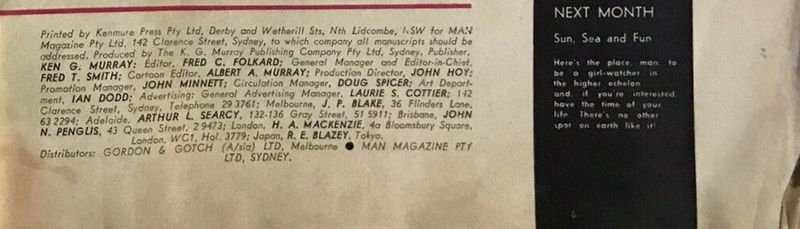 Printed by Kenmure Press Pty Ltd, Derby and Wetherill Sts, Nth Lidcombe, NSW for MAN
Magazine Pty Ltd, 142 Clarence Street, Sydney, to which company all manuscripts should be
addressed. Produced by The K. G. Murray Publishing Company Pty Ltd, Sydney, Publisher,
KEN G. MURRAY; Editor, FRED C. FOLKARD; General Manager and Editor-in-Chief,
FRED T. SMITH; Cartoon Editor, ALBERT A. MURRAY; Production Director, JOHN HOY;
Promotion Manager, JOHN MINNETT; Circulation Manager, DOUG SPICER; Art Depart-
ment, IAN DODD; Advertising: General Advertising Manager, LAURIE S. COTTIER; 142
Clarence Street, Sydney, Telephone 29 3761; Melbourne, J. P. BLAKE, 36 Flinders Lane,
63 2294; Adelaide, ARTHUR L. SEARCY, 132-136 Gray Street, 51 5911; Brisbane, JOHN
N. PENGLIS, 43 Queen Street, 2 9473; London, H. A. MACKENZIE, 4a Bloomsbury Square,
London, WC1, Hol. 3779; Japan, R. E. BLAZEY, Tokyo.
Distributors: GORDON & GOTCH (A/sia) LTD, Melbourne ● MAN MAGAZINE PTY
LTD, SYDNEY.
NEXT MONTH
Sun, Sea and Fun
Here's the place, man, to
be a girl-watcher in
the higher echelon
and, if you're interested,
have the time of your
life. There's no other
spot on earth like it!